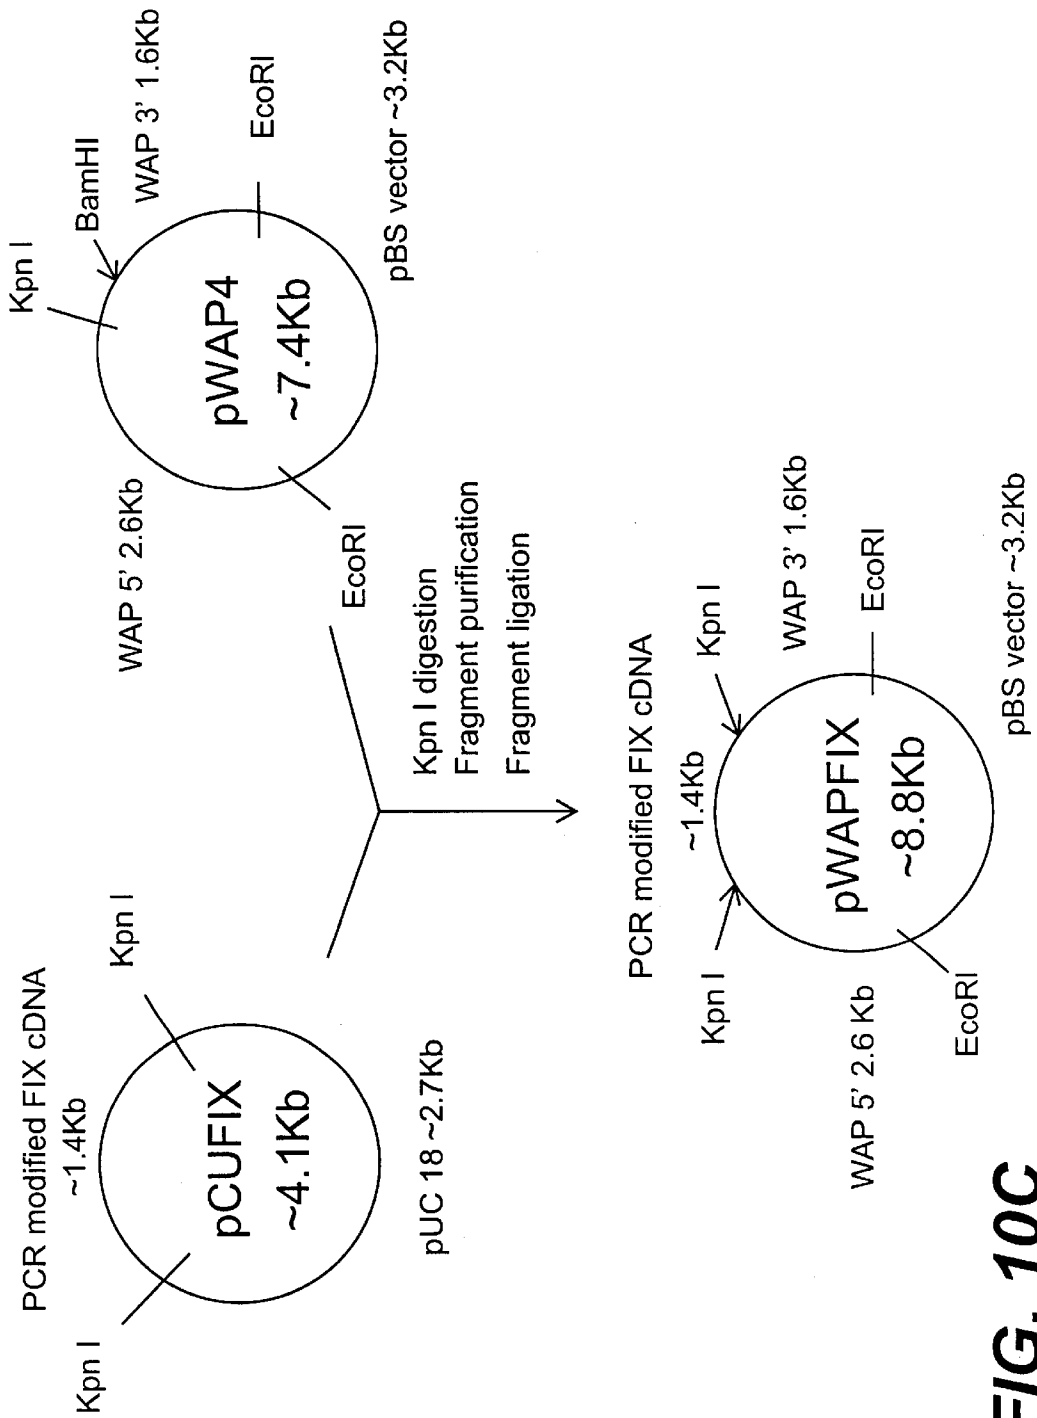 PCR modified FIX cDNA
~1.4Kb
Kpn I
Kpn I
pCUFIX
~4.1Kb
pUC 18 ~2.7Kb
Kpn I
BamHI
WAP 5' 2.6Kb
WAP 3' 1.6Kb
pWAP4
~7.4Kb
EcoRI
EcoRI
pBS vector ~3.2Kb
Kpn I digestion
Fragment purification
Fragment ligation
PCR modified FIX cDNA
~1.4Kb
Kpn I
Kpn I
WAP 5' 2.6 Kb
WAP 3' 1.6Kb
pWAPFIX
~8.8Kb
EcoRI
EcoRI
pBS vector ~3.2Kb
FIG. 10C